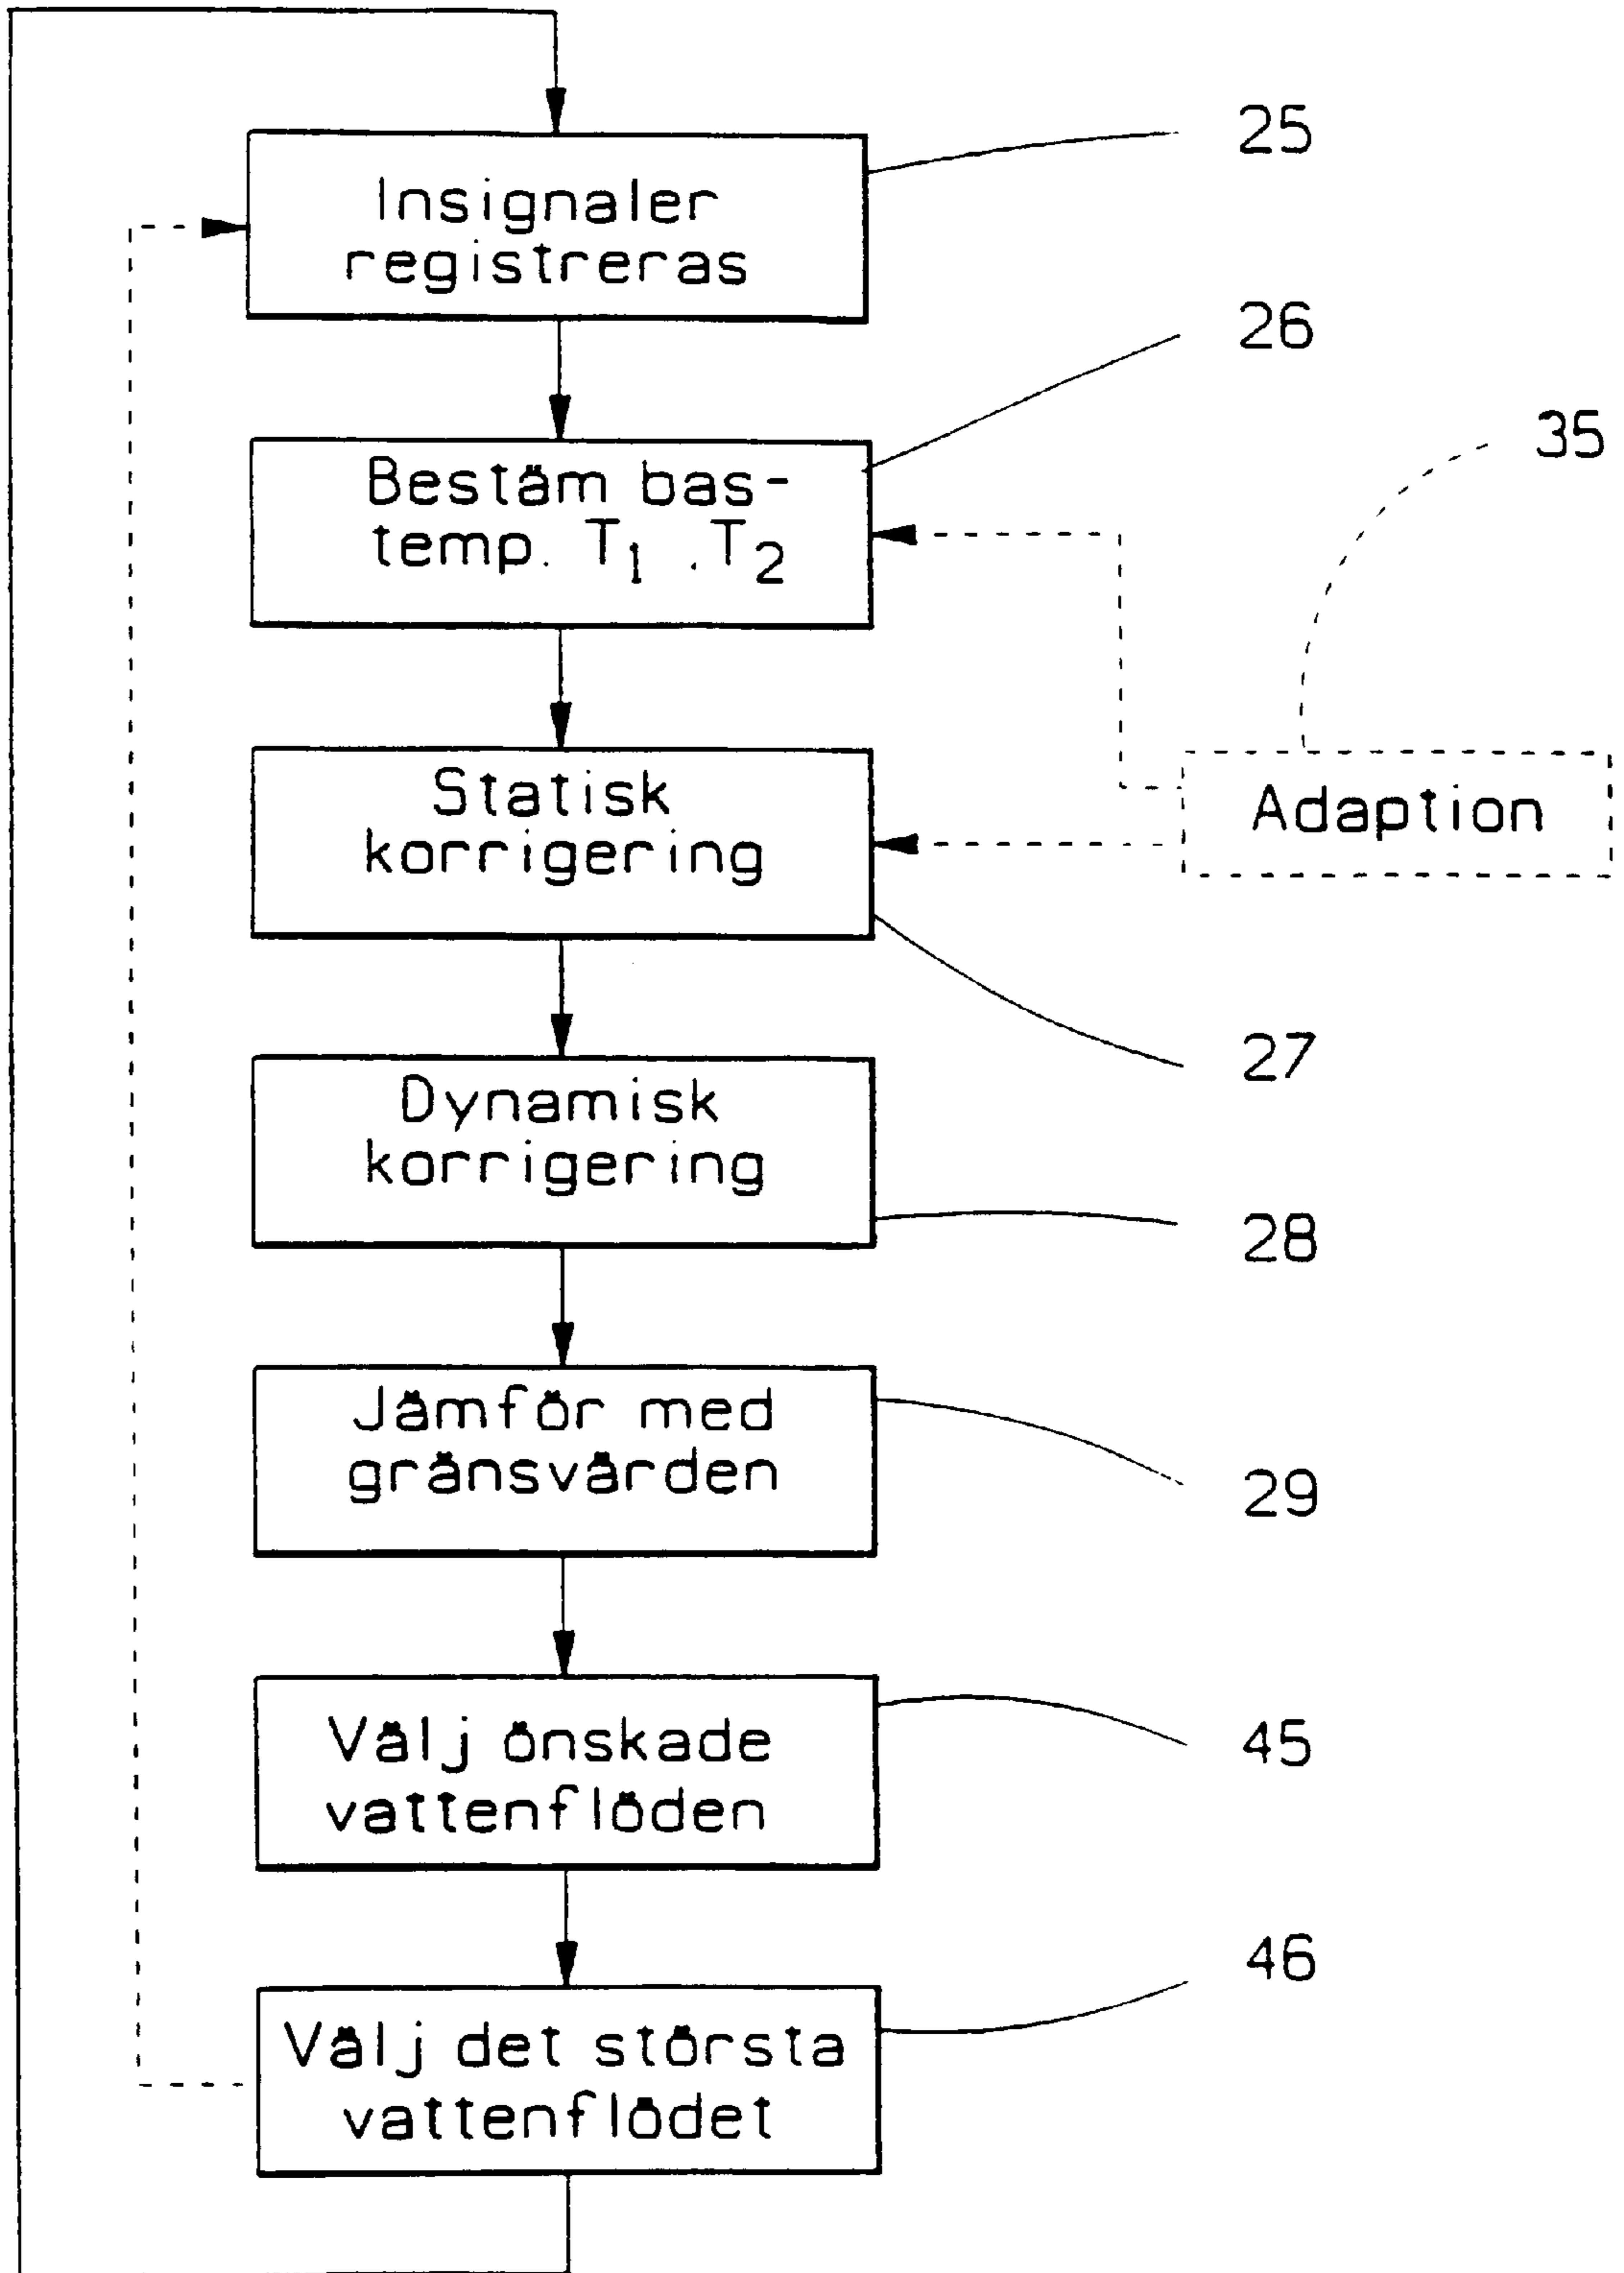 25
Insignaler
registreras
26
Bestäm bas-
temp. T₁ .T₂
35
Statisk
korrigering
Adaption
27
Dynamisk
korrigering
28
Jämför med
gränsvärden
29
Välj önskade
vattenflöden
45
46
Välj det största
vattenflödet